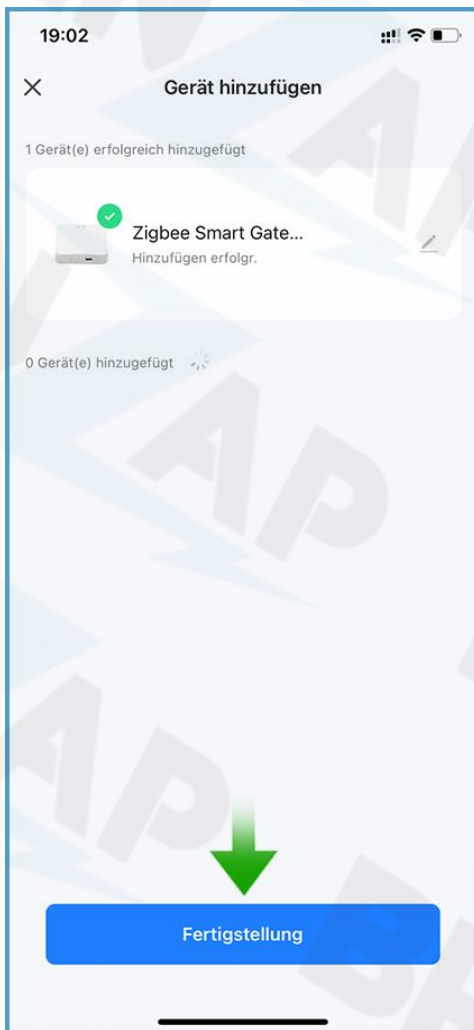 19:02
Gerät hinzufügen
1 Gerät(e) erfolgreich hinzugefügt
Zigbee Smart Gate...
Hinzufügen erfolgr.
0 Gerät(e) hinzugefügt
Fertigstellung